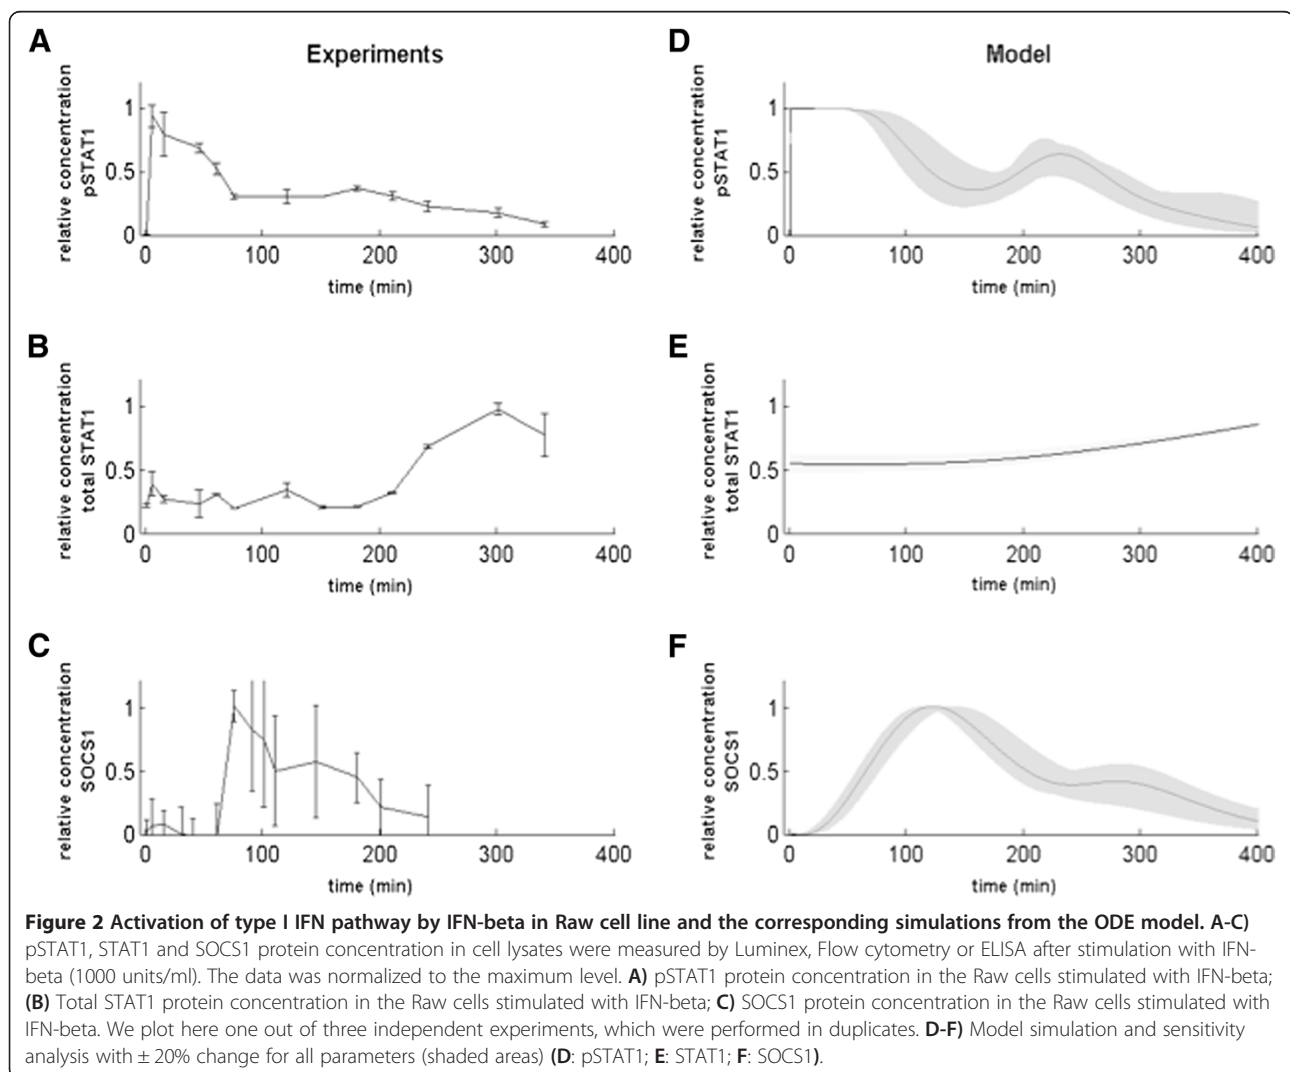 A
Experiments
relative concentration
pSTAT1
1
0.5
0
0 100 200 300 400
time (min)
D
Model
relative concentration
pSTAT1
1
0.5
0
0 100 200 300 400
time (min)
B
relative concentration
total STAT1
1
0.5
0
0 100 200 300 400
time (min)
E
relative concentration
total STAT1
1
0.5
0
0 100 200 300 400
time (min)
C
relative concentration
SOCS1
1
0.5
0
0 100 200 300 400
time (min)
F
relative concentration
SOCS1
1
0.5
0
0 100 200 300 400
time (min)
Figure 2 Activation of type I IFN pathway by IFN-beta in Raw cell line and the corresponding simulations from the ODE model. A-C)
pSTAT1, STAT1 and SOCS1 protein concentration in cell lysates were measured by Luminex, Flow cytometry or ELISA after stimulation with IFN-
beta (1000 units/ml). The data was normalized to the maximum level. A) pSTAT1 protein concentration in the Raw cells stimulated with IFN-beta;
(B) Total STAT1 protein concentration in the Raw cells stimulated with IFN-beta; C) SOCS1 protein concentration in the Raw cells stimulated with
IFN-beta. We plot here one out of three independent experiments, which were performed in duplicates. D-F) Model simulation and sensitivity
analysis with ± 20% change for all parameters (shaded areas) (D: pSTAT1; E: STAT1; F: SOCS1).